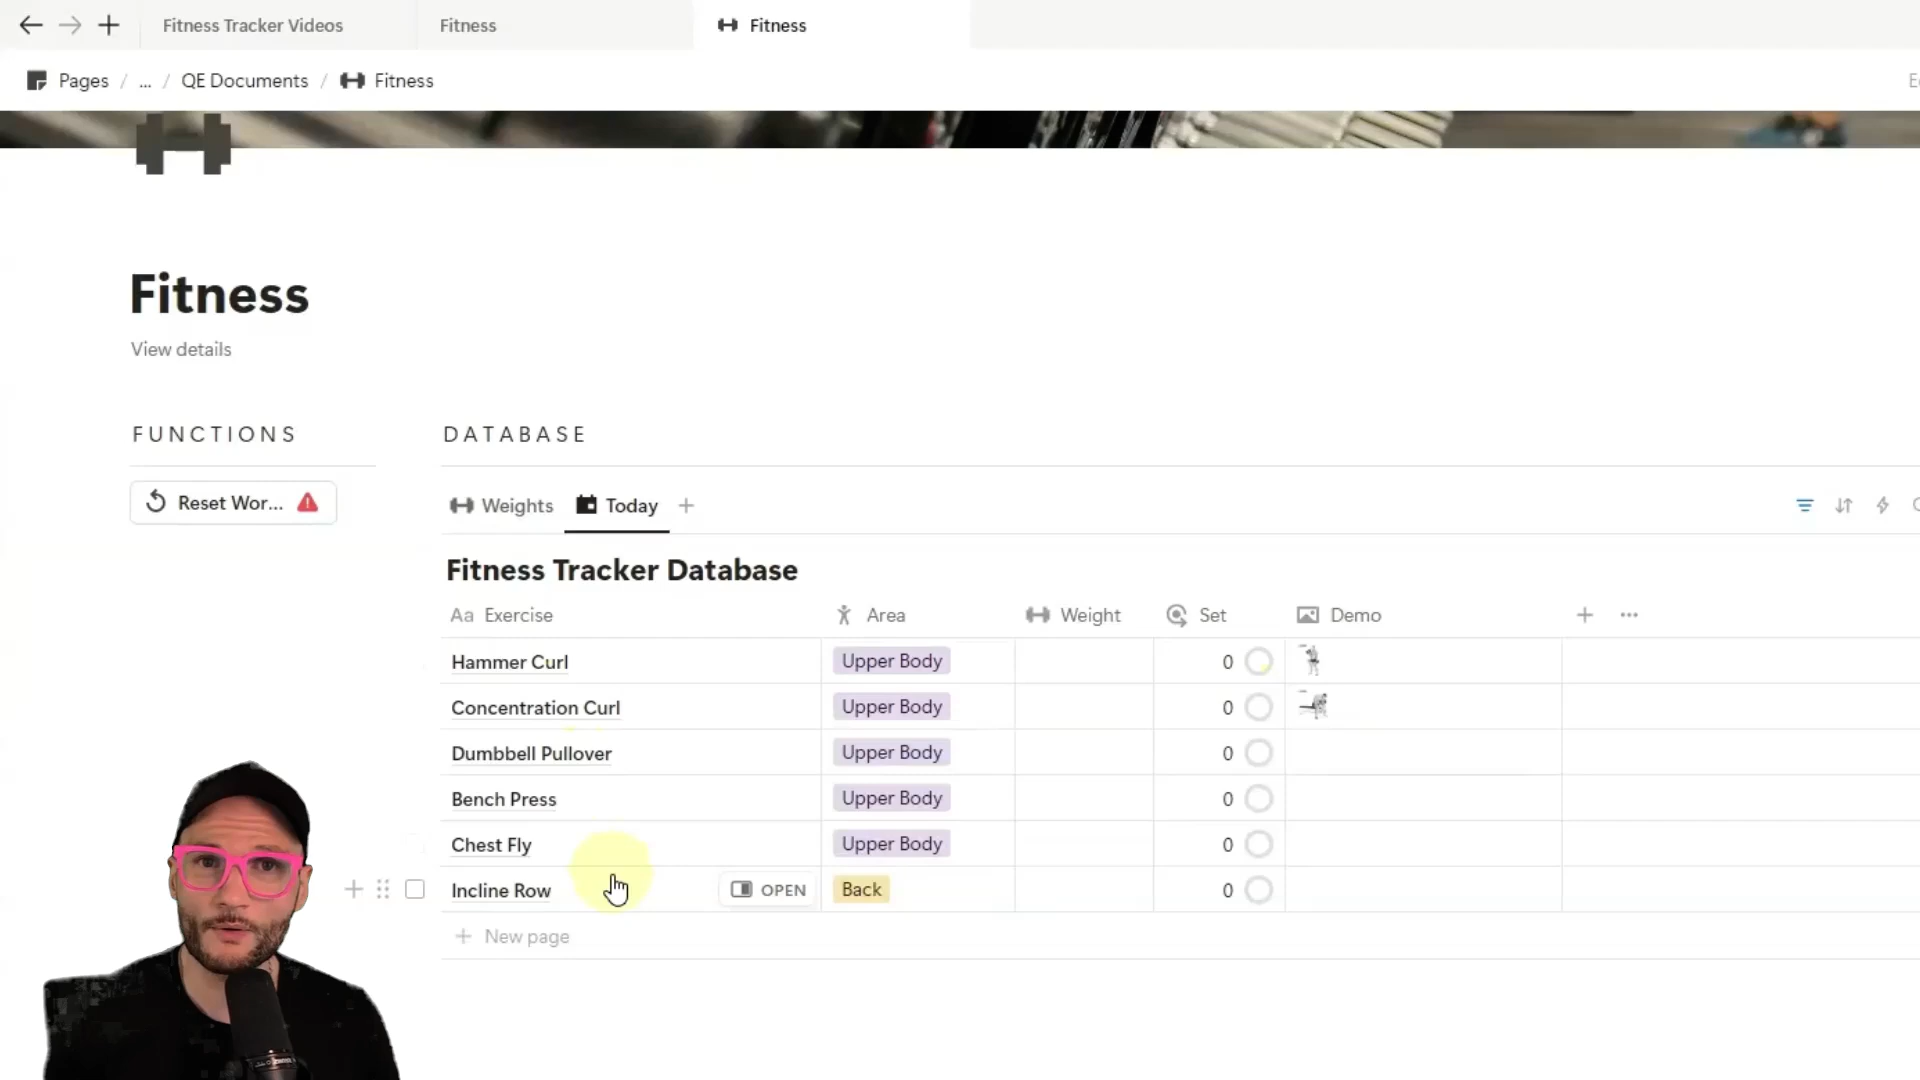 Fitness Tracker Videos
Fitness
Fitness
Pages / ... / QE Documents / Fitness
Fitness
View details
FUNCTIONS
DATABASE
Reset Wor...
Weights
Today
Fitness Tracker Database
Aa Exercise
Area
Weight
Set
Demo
Hammer Curl
Upper Body
0
Concentration Curl
Upper Body
0
Dumbbell Pullover
Upper Body
0
Bench Press
Upper Body
0
Chest Fly
Upper Body
0
Incline Row
OPEN
Back
0
New page